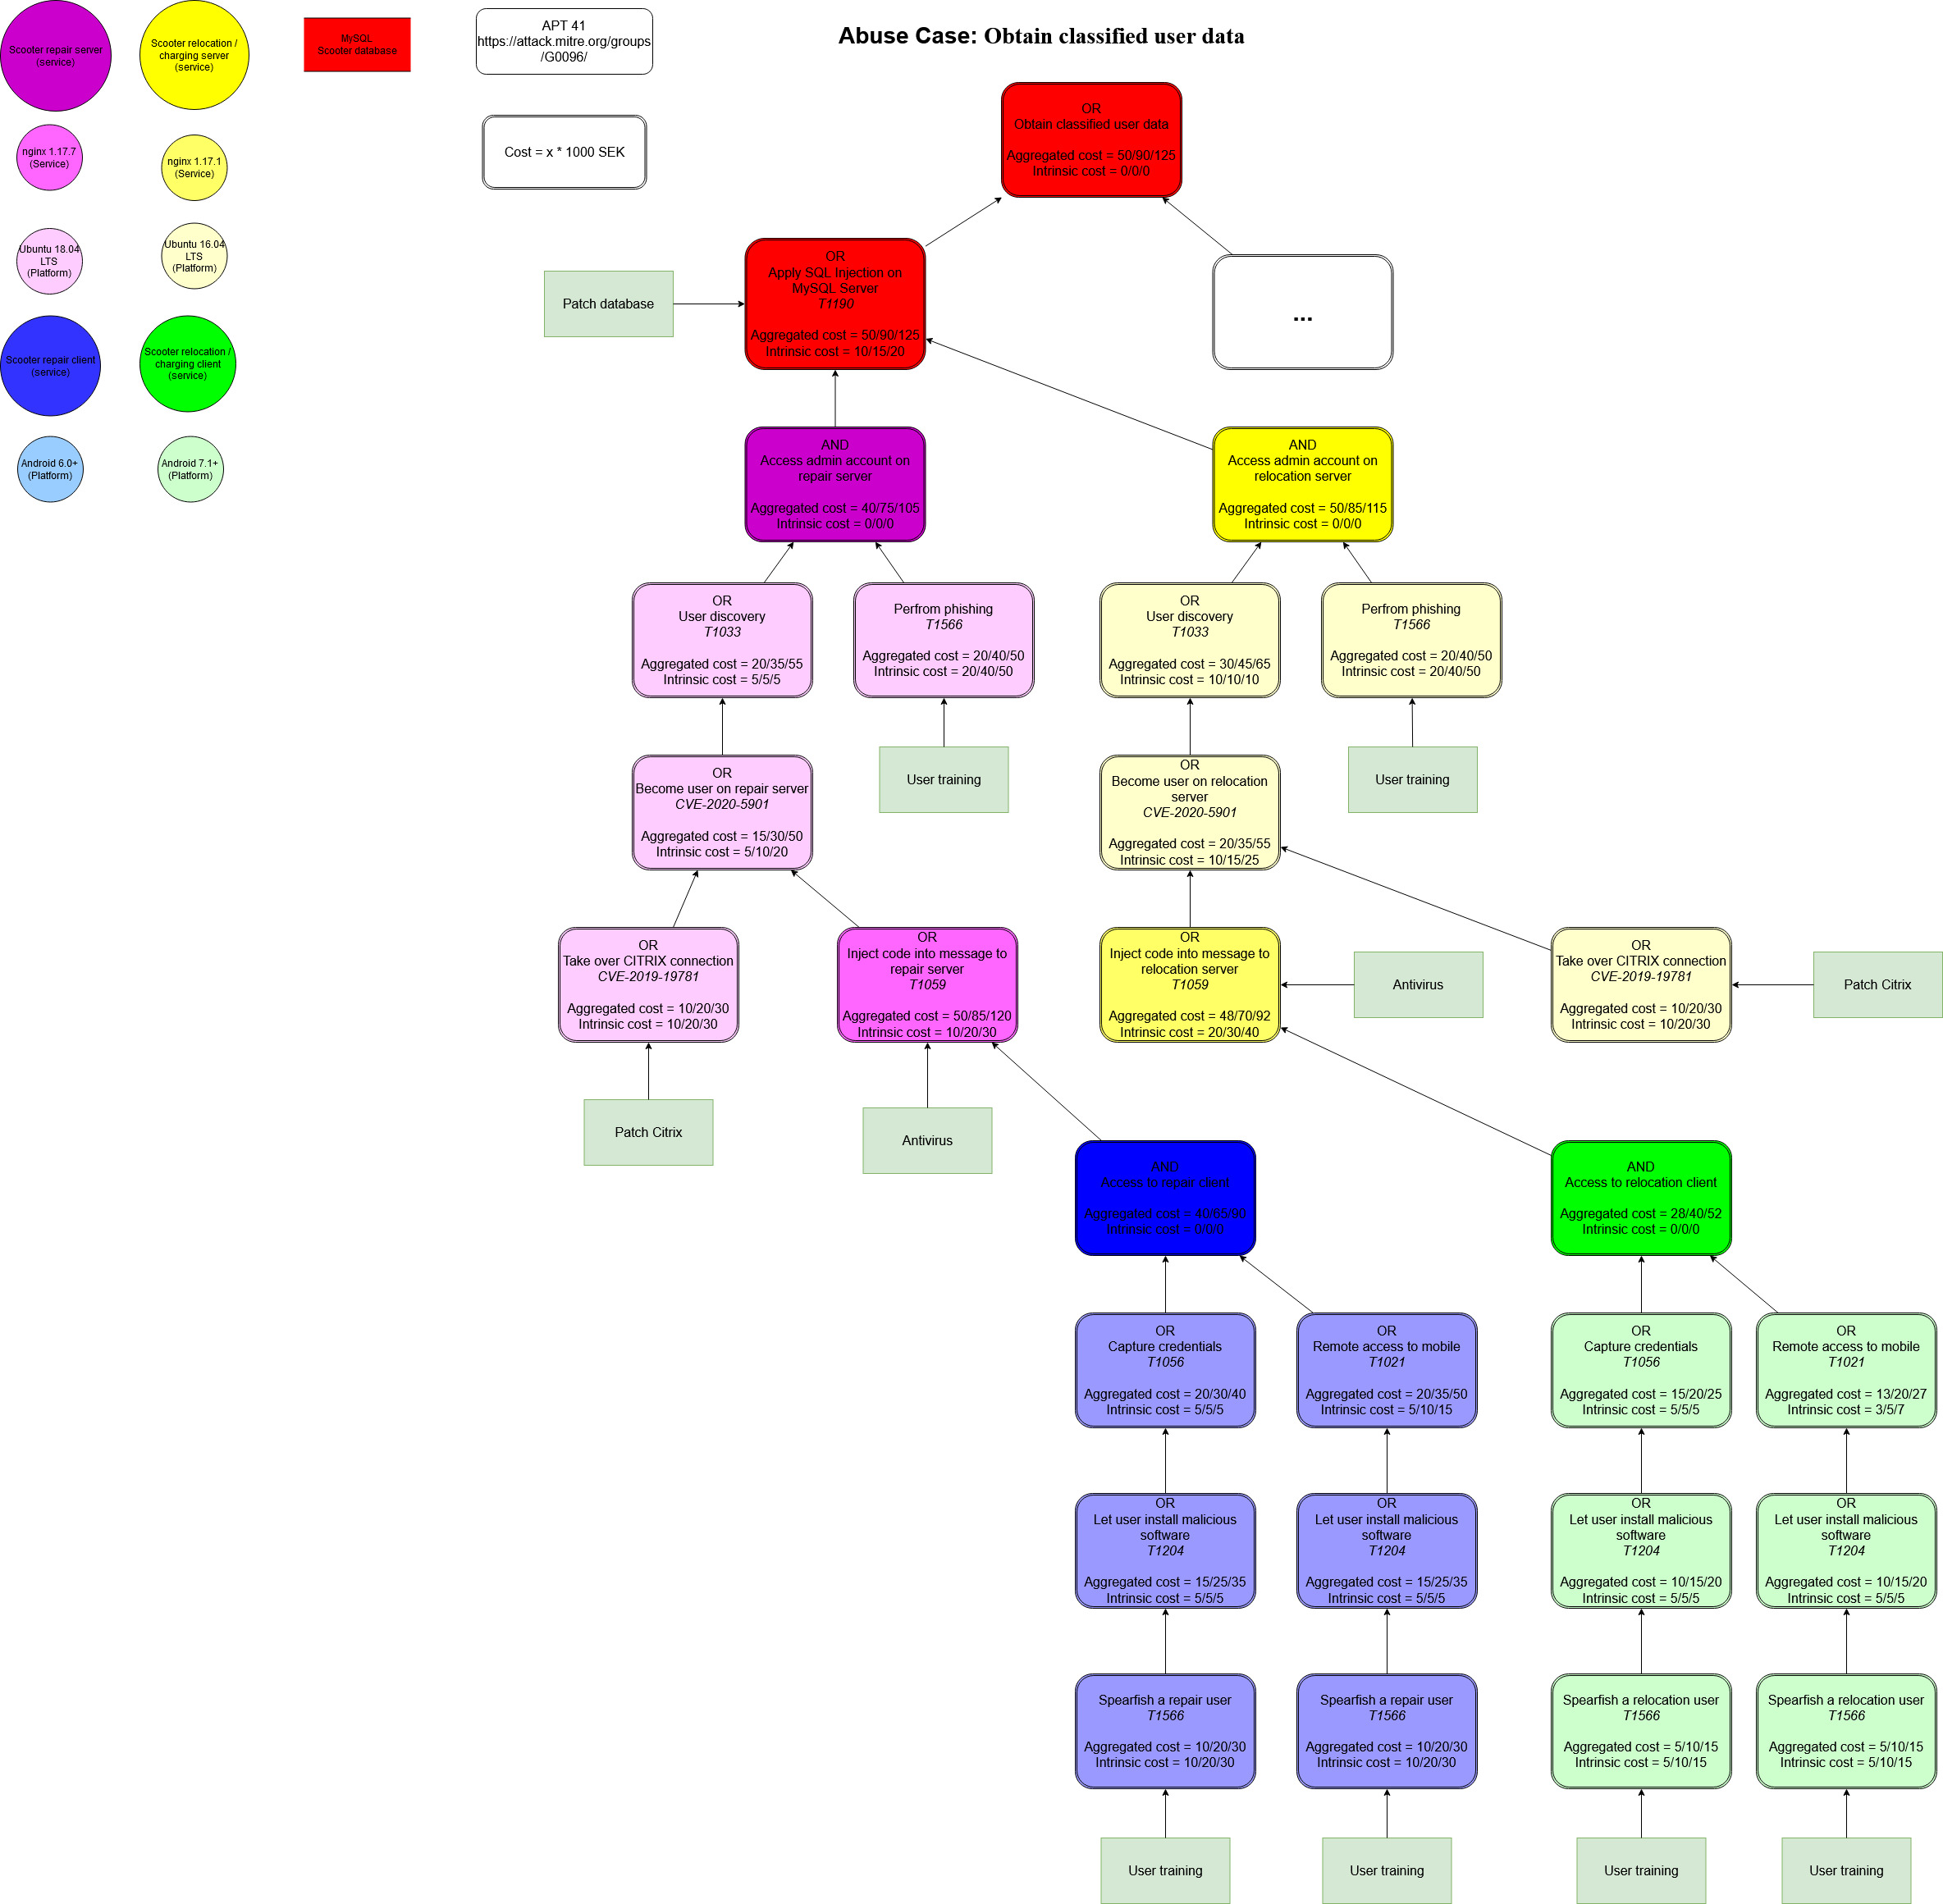 Abuse Case: Obtain classified user data
Scooter repair server
(service)
Scooter relocation /
charging server
(service)
MySQL
Scooter database
APT 41
https://attack.mitre.org/groups
/G0096/
nginx 1.17.7
(Service)
nginx 1.17.1
(Service)
Cost = x * 1000 SEK
Ubuntu 18.04
LTS
(Platform)
Ubuntu 16.04
LTS
(Platform)
Scooter repair client
(service)
Scooter relocation /
charging client
(service)
Android 6.0+
(Platform)
Android 7.1+
(Platform)
OR
Obtain classified user data
Aggregated cost = 50/90/125
Intrinsic cost = 0/0/0
Patch database
OR
Apply SQL Injection on
MySQL Server
T1190
Aggregated cost = 50/90/125
Intrinsic cost = 10/15/20
...
AND
Access admin account on
repair server
Aggregated cost = 40/75/105
Intrinsic cost = 0/0/0
AND
Access admin account on
relocation server
Aggregated cost = 50/85/115
Intrinsic cost = 0/0/0
OR
User discovery
T1033
Aggregated cost = 20/35/55
Intrinsic cost = 5/5/5
Perfrom phishing
T1566
Aggregated cost = 20/40/50
Intrinsic cost = 20/40/50
OR
User discovery
T1033
Aggregated cost = 30/45/65
Intrinsic cost = 10/10/10
Perfrom phishing
T1566
Aggregated cost = 20/40/50
Intrinsic cost = 20/40/50
OR
Become user on repair server
CVE-2020-5901
Aggregated cost = 15/30/50
Intrinsic cost = 5/10/20
User training
OR
Become user on relocation
server
CVE-2020-5901
Aggregated cost = 20/35/55
Intrinsic cost = 10/15/25
User training
OR
Take over CITRIX connection
CVE-2019-19781
Aggregated cost = 10/20/30
Intrinsic cost = 10/20/30
OR
Inject code into message to
repair server
T1059
Aggregated cost = 50/85/120
Intrinsic cost = 10/20/30
OR
Inject code into message to
relocation server
T1059
Aggregated cost = 48/70/92
Intrinsic cost = 20/30/40
Antivirus
OR
Take over CITRIX connection
CVE-2019-19781
Aggregated cost = 10/20/30
Intrinsic cost = 10/20/30
Patch Citrix
Patch Citrix
Antivirus
AND
Access to repair client
Aggregated cost = 40/65/90
Intrinsic cost = 0/0/0
AND
Access to relocation client
Aggregated cost = 28/40/52
Intrinsic cost = 0/0/0
OR
Capture credentials
T1056
Aggregated cost = 20/30/40
Intrinsic cost = 5/5/5
OR
Remote access to mobile
T1021
Aggregated cost = 20/35/50
Intrinsic cost = 5/10/15
OR
Capture credentials
T1056
Aggregated cost = 15/20/25
Intrinsic cost = 5/5/5
OR
Remote access to mobile
T1021
Aggregated cost = 13/20/27
Intrinsic cost = 3/5/7
OR
Let user install malicious
software
T1204
Aggregated cost = 15/25/35
Intrinsic cost = 5/5/5
OR
Let user install malicious
software
T1204
Aggregated cost = 15/25/35
Intrinsic cost = 5/5/5
OR
Let user install malicious
software
T1204
Aggregated cost = 10/15/20
Intrinsic cost = 5/5/5
OR
Let user install malicious
software
T1204
Aggregated cost = 10/15/20
Intrinsic cost = 5/5/5
Spearfish a repair user
T1566
Aggregated cost = 10/20/30
Intrinsic cost = 10/20/30
Spearfish a repair user
T1566
Aggregated cost = 10/20/30
Intrinsic cost = 10/20/30
Spearfish a relocation user
T1566
Aggregated cost = 5/10/15
Intrinsic cost = 5/10/15
Spearfish a relocation user
T1566
Aggregated cost = 5/10/15
Intrinsic cost = 5/10/15
User training
User training
User training
User training